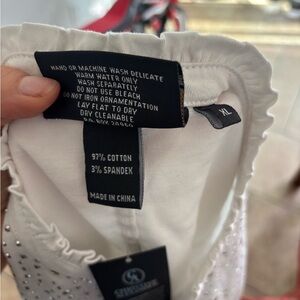 HAND OR MACHINE WASH DELICATE
WARM WATER ONLY
WASH SEPARATELY
DO NOT USE BLEACH
DO NOT IRON ORNAMENTATION
LAY FLAT TO DRY
DRY CLEANABLE
XL
97% COTTON
3% SPANDEX
MADE IN CHINA